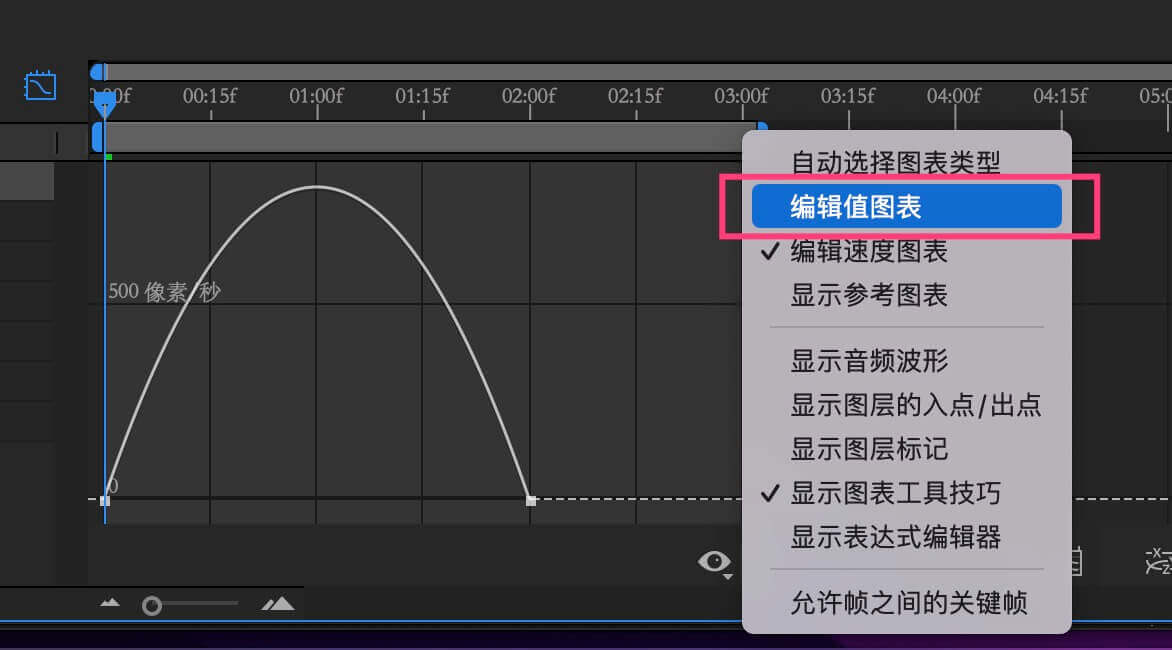 00f 00:15f 01:00f 01:15f 02:00f 02:15f 03:00f 03:15f 04:00f 04:15f 05:0
自动选择图表类型
编辑值图表
✓ 编辑速度图表
500 像素/秒
显示参考图表
显示音频波形
显示图层的入点/出点
显示图层标记
0
✓ 显示图表工具技巧
显示表达式编辑器
允许帧之间的关键帧